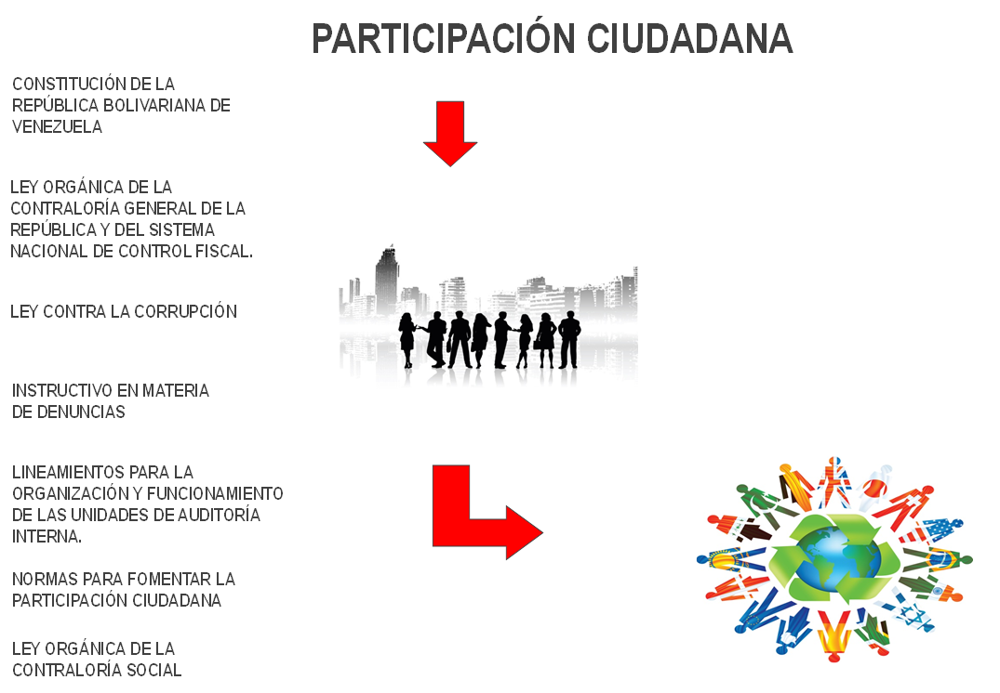 PARTICIPACIÓN CIUDADANA
CONSTITUCIÓN DE LA
REPÚBLICA BOLIVARIANA DE
VENEZUELA
LEY ORGÁNICA DE LA
CONTRALORÍA GENERAL DE LA
REPÚBLICA Y DEL SISTEMA
NACIONAL DE CONTROL FISCAL.
LEY CONTRA LA CORRUPCIÓN
INSTRUCTIVO EN MATERIA
DE DENUNCIAS
LINEAMIENTOS PARA LA
ORGANIZACIÓN Y FUNCIONAMIENTO
DE LAS UNIDADES DE AUDITORÍA
INTERNA.
NORMAS PARA FOMENTAR LA
PARTICIPACIÓN CIUDADANA
LEY ORGÁNICA DE LA
CONTRALORÍA SOCIAL